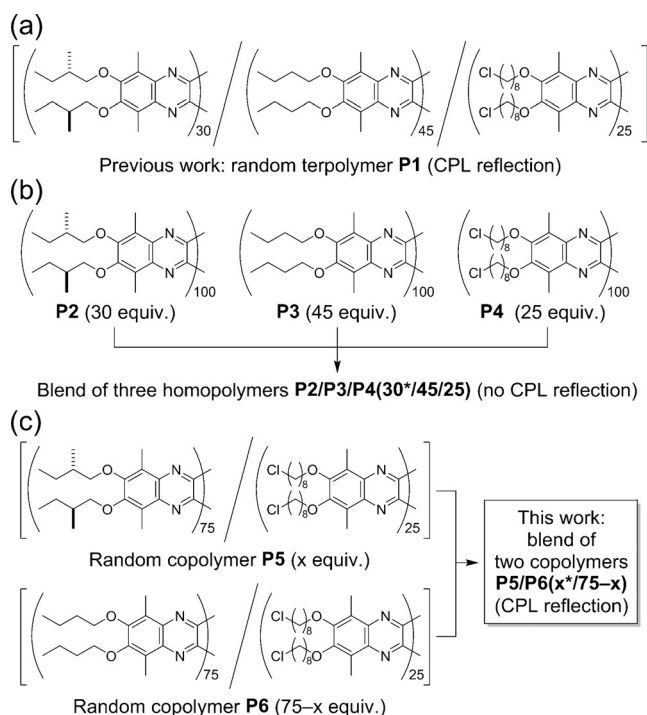 (a)
O N O N Cl 8 O N
O N O N Cl 8 O N
30 45 25
Previous work: random terpolymer P1 (CPL reflection)
(b)
O N O N Cl 8 O N
O N O N Cl 8 O N
100 100 100
P2 (30 equiv.) P3 (45 equiv.) P4 (25 equiv.)
Blend of three homopolymers P2/P3/P4(30*/45/25) (no CPL reflection)
(c)
O N Cl 8 O N
O N Cl 8 O N
75 25
Random copolymer P5 (x equiv.)
O N Cl 8 O N
O N Cl 8 O N
75 25
Random copolymer P6 (75–x equiv.)
This work:
blend of
two copolymers
P5/P6(x*/75–x)
(CPL reflection)